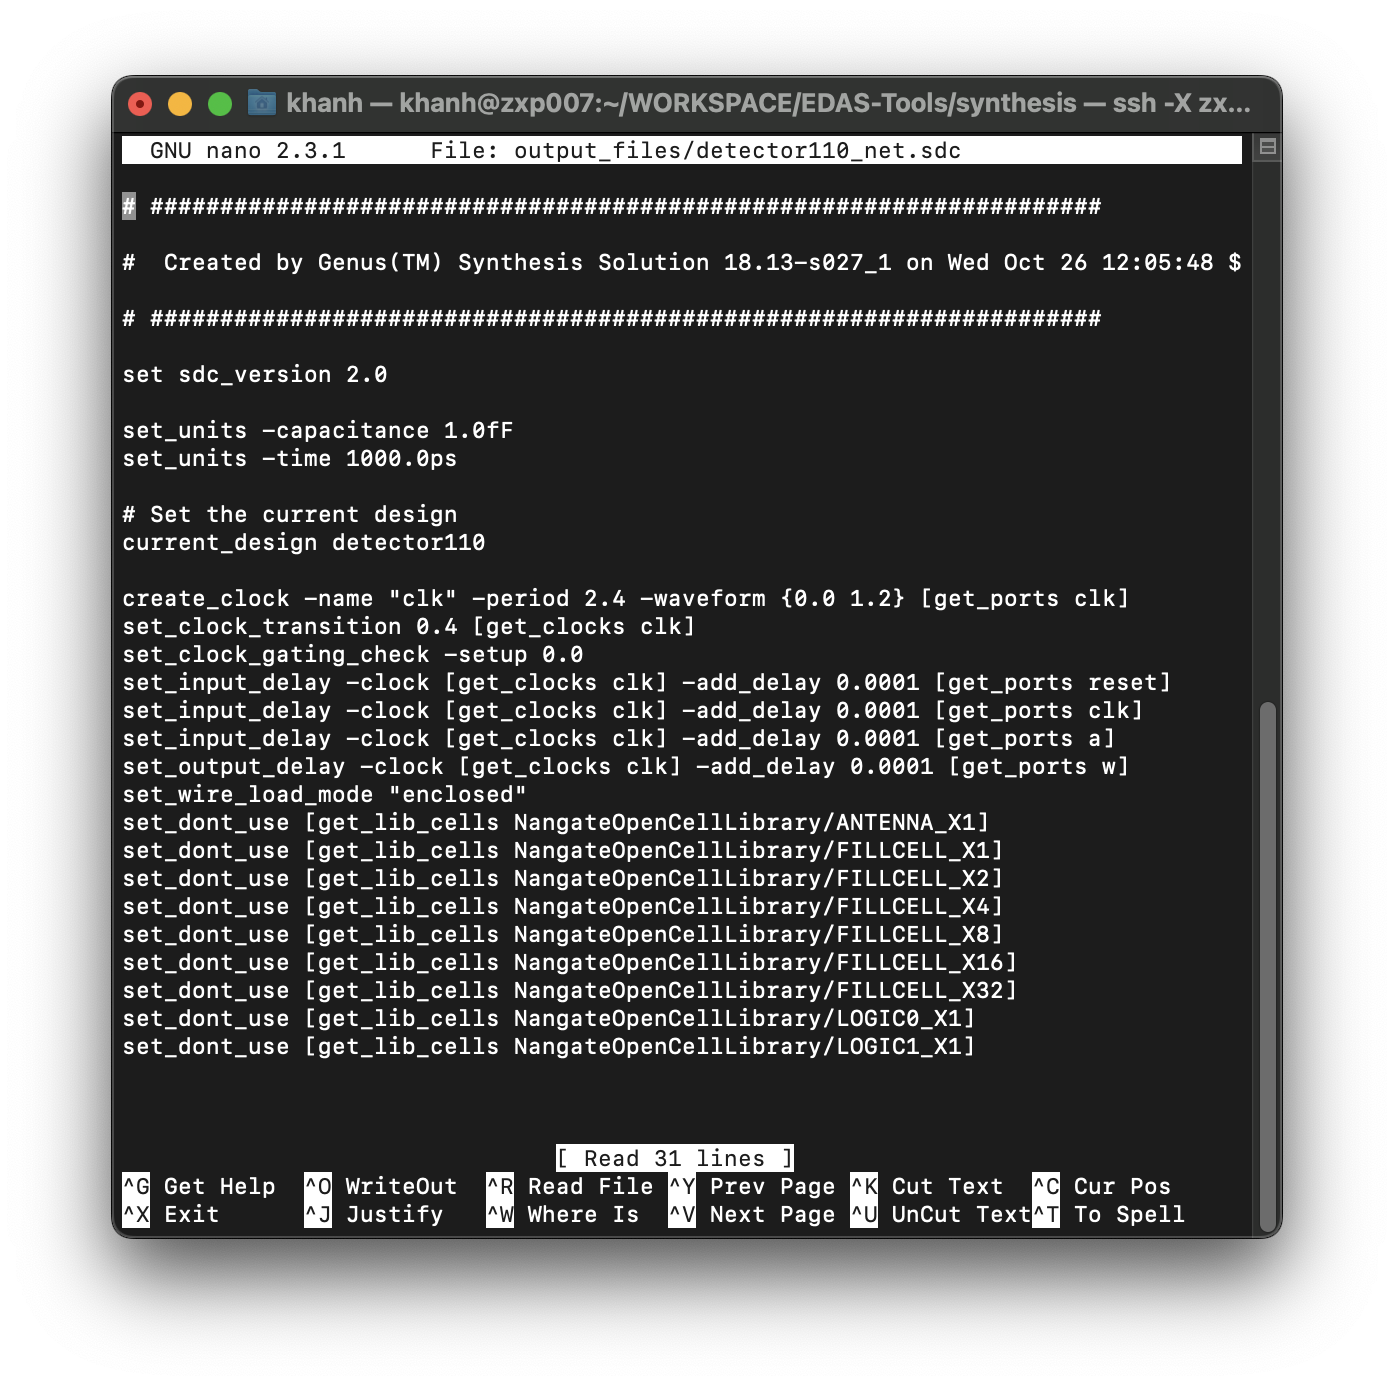 khanh — khanh@zxp007:~/WORKSPACE/EDAS-Tools/synthesis — ssh -X zx...
GNU nano 2.3.1 File: output_files/detector110_net.sdc
# ####################################################################
#  Created by Genus(TM) Synthesis Solution 18.13-s027_1 on Wed Oct 26 12:05:48 $
# ####################################################################
set sdc_version 2.0
set_units -capacitance 1.0fF
set_units -time 1000.0ps
# Set the current design
current_design detector110
create_clock -name "clk" -period 2.4 -waveform {0.0 1.2} [get_ports clk]
set_clock_transition 0.4 [get_clocks clk]
set_clock_gating_check -setup 0.0
set_input_delay -clock [get_clocks clk] -add_delay 0.0001 [get_ports reset]
set_input_delay -clock [get_clocks clk] -add_delay 0.0001 [get_ports clk]
set_input_delay -clock [get_clocks clk] -add_delay 0.0001 [get_ports a]
set_output_delay -clock [get_clocks clk] -add_delay 0.0001 [get_ports w]
set_wire_load_mode "enclosed"
set_dont_use [get_lib_cells NangateOpenCellLibrary/ANTENNA_X1]
set_dont_use [get_lib_cells NangateOpenCellLibrary/FILLCELL_X1]
set_dont_use [get_lib_cells NangateOpenCellLibrary/FILLCELL_X2]
set_dont_use [get_lib_cells NangateOpenCellLibrary/FILLCELL_X4]
set_dont_use [get_lib_cells NangateOpenCellLibrary/FILLCELL_X8]
set_dont_use [get_lib_cells NangateOpenCellLibrary/FILLCELL_X16]
set_dont_use [get_lib_cells NangateOpenCellLibrary/FILLCELL_X32]
set_dont_use [get_lib_cells NangateOpenCellLibrary/LOGIC0_X1]
set_dont_use [get_lib_cells NangateOpenCellLibrary/LOGIC1_X1]
[ Read 31 lines ]
^G Get Help ^O WriteOut ^R Read File ^Y Prev Page ^K Cut Text ^C Cur Pos
^X Exit ^J Justify ^W Where Is ^V Next Page ^U UnCut Text ^T To Spell